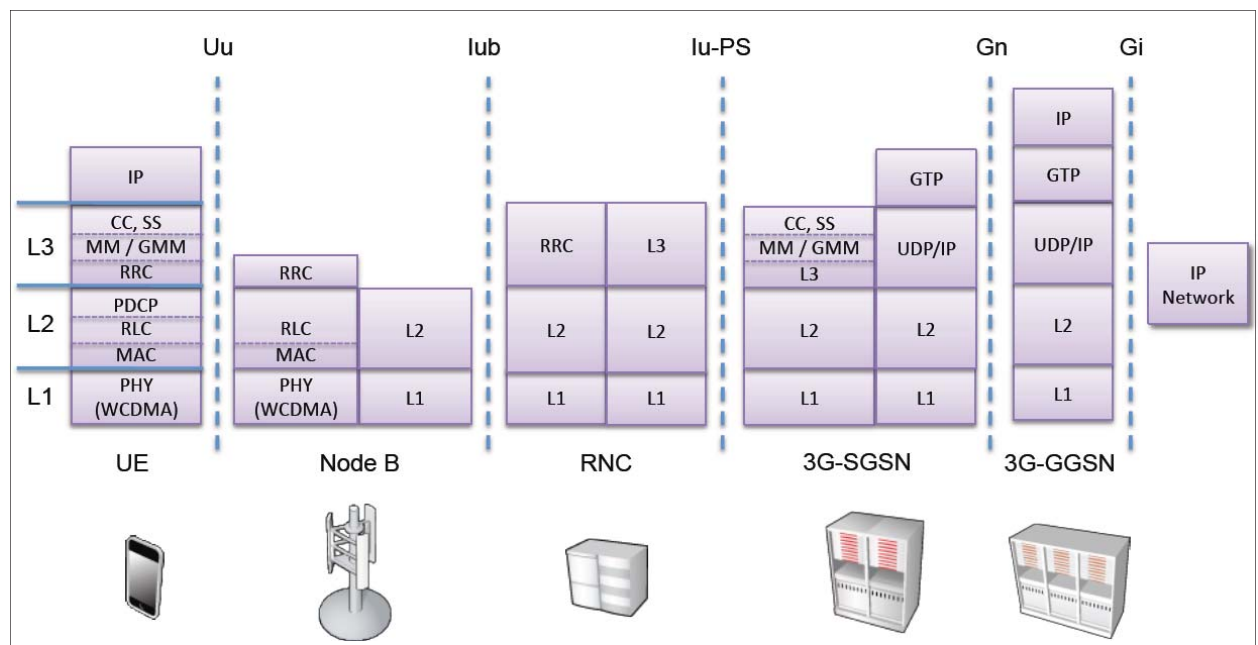 Uu
Iub
Iu-PS
Gn
Gi
L3
L2
L1
IP
CC, SS
MM / GMM
RRC
PDCP
RLC
MAC
PHY
(WCDMA)
UE
RRC
RLC
MAC
PHY
(WCDMA)
L2
L1
Node B
RRC
L2
L1
L3
L2
L1
RNC
CC, SS
MM / GMM
L3
L2
L1
GTP
UDP/IP
L2
L1
3G-SGSN
IP
GTP
UDP/IP
L2
L1
3G-GGSN
IP
Network